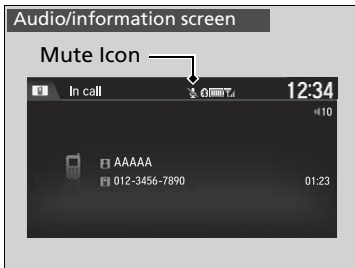 Audio/information screen
Mute Icon
In call 12:34
10
AAAAA
012-3456-7890 01:23